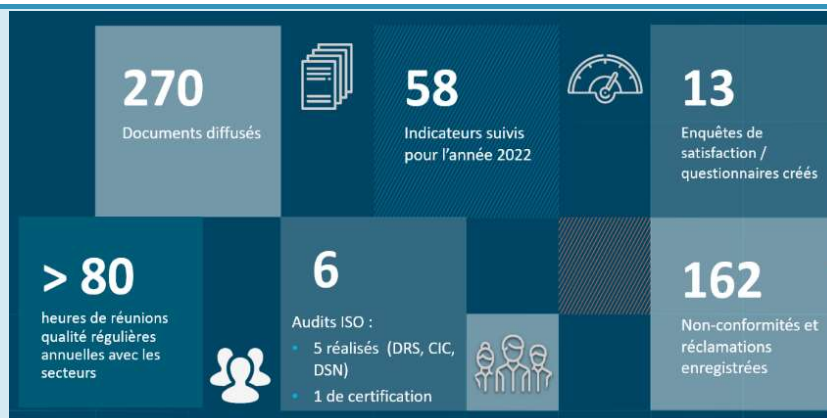 270
Documents diffusés
58
Indicateurs suivis
pour l'année 2022
13
Enquêtes de
satisfaction /
questionnaires créés
> 80
heures de réunions
qualité régulières
annuelles avec les
secteurs
6
Audits ISO :
• 5 réalisés (DRS, CIC,
DSN)
• 1 de certification
162
Non-conformités et
réclamations
enregistrées